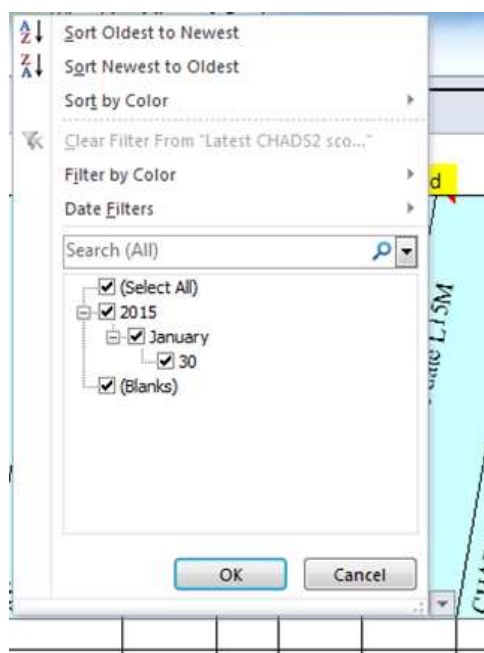 Sort Oldest to Newest
Sort Newest to Oldest
Sort by Color
Clear Filter From "Latest CHADS2 sco..."
Filter by Color
Date Filters
d
Search (All)
(Select All)
2015
January
30
(Blanks)
L15M
OK
Cancel